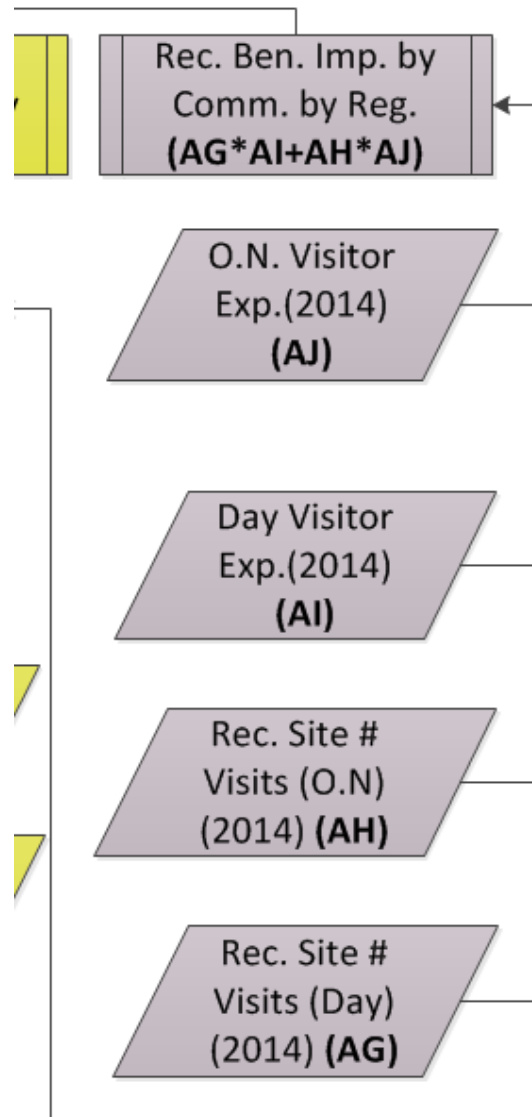 Rec. Ben. Imp. by
Comm. by Reg.
(AG*AI+AH*AJ)
O.N. Visitor
Exp.(2014)
(AJ)
Day Visitor
Exp.(2014)
(AI)
Rec. Site #
Visits (O.N)
(2014) (AH)
Rec. Site #
Visits (Day)
(2014) (AG)